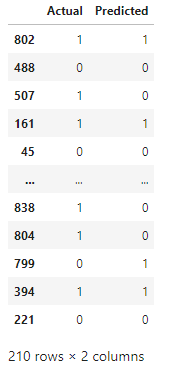 Actual Predicted
802 1 1
488 0 0
507 1 0
161 1 1
45 0 0
... ... ...
838 1 0
804 1 0
799 0 1
394 1 1
221 0 0
210 rows × 2 columns